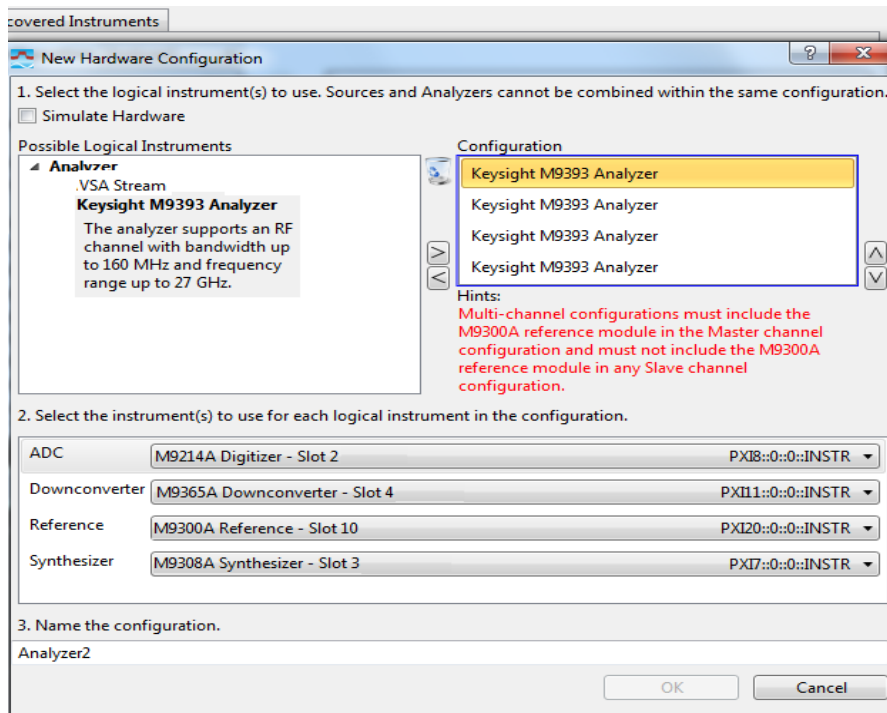 covered Instruments
New Hardware Configuration
1. Select the logical instrument(s) to use. Sources and Analyzers cannot be combined within the same configuration.
Simulate Hardware
Possible Logical Instruments
Analyzer
.VSA Stream
Keysight M9393 Analyzer
The analyzer supports an RF
channel with bandwidth up
to 160 MHz and frequency
range up to 27 GHz.
>
<
Configuration
Keysight M9393 Analyzer
Keysight M9393 Analyzer
Keysight M9393 Analyzer
Keysight M9393 Analyzer
Hints:
Multi-channel configurations must include the
M9300A reference module in the Master channel
configuration and must not include the M9300A
reference module in any Slave channel
configuration.
2. Select the instrument(s) to use for each logical instrument in the configuration.
ADC M9214A Digitizer - Slot 2 PXI8::0::0::INSTR
Downconverter M9365A Downconverter - Slot 4 PXI11::0::0::INSTR
Reference M9300A Reference - Slot 10 PXI20::0::0::INSTR
Synthesizer M9308A Synthesizer - Slot 3 PXI7::0::0::INSTR
3. Name the configuration.
Analyzer2
OK Cancel